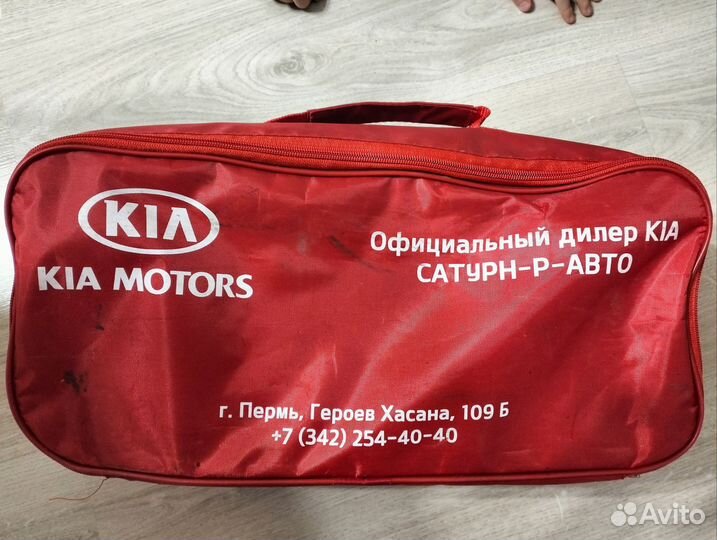 KIA
KIA MOTORS
Официальный дилер KIA
САТУРН-Р-АВТО
г. Пермь, Героев Хасана, 109 Б
+7 (342) 254-40-40
Avito